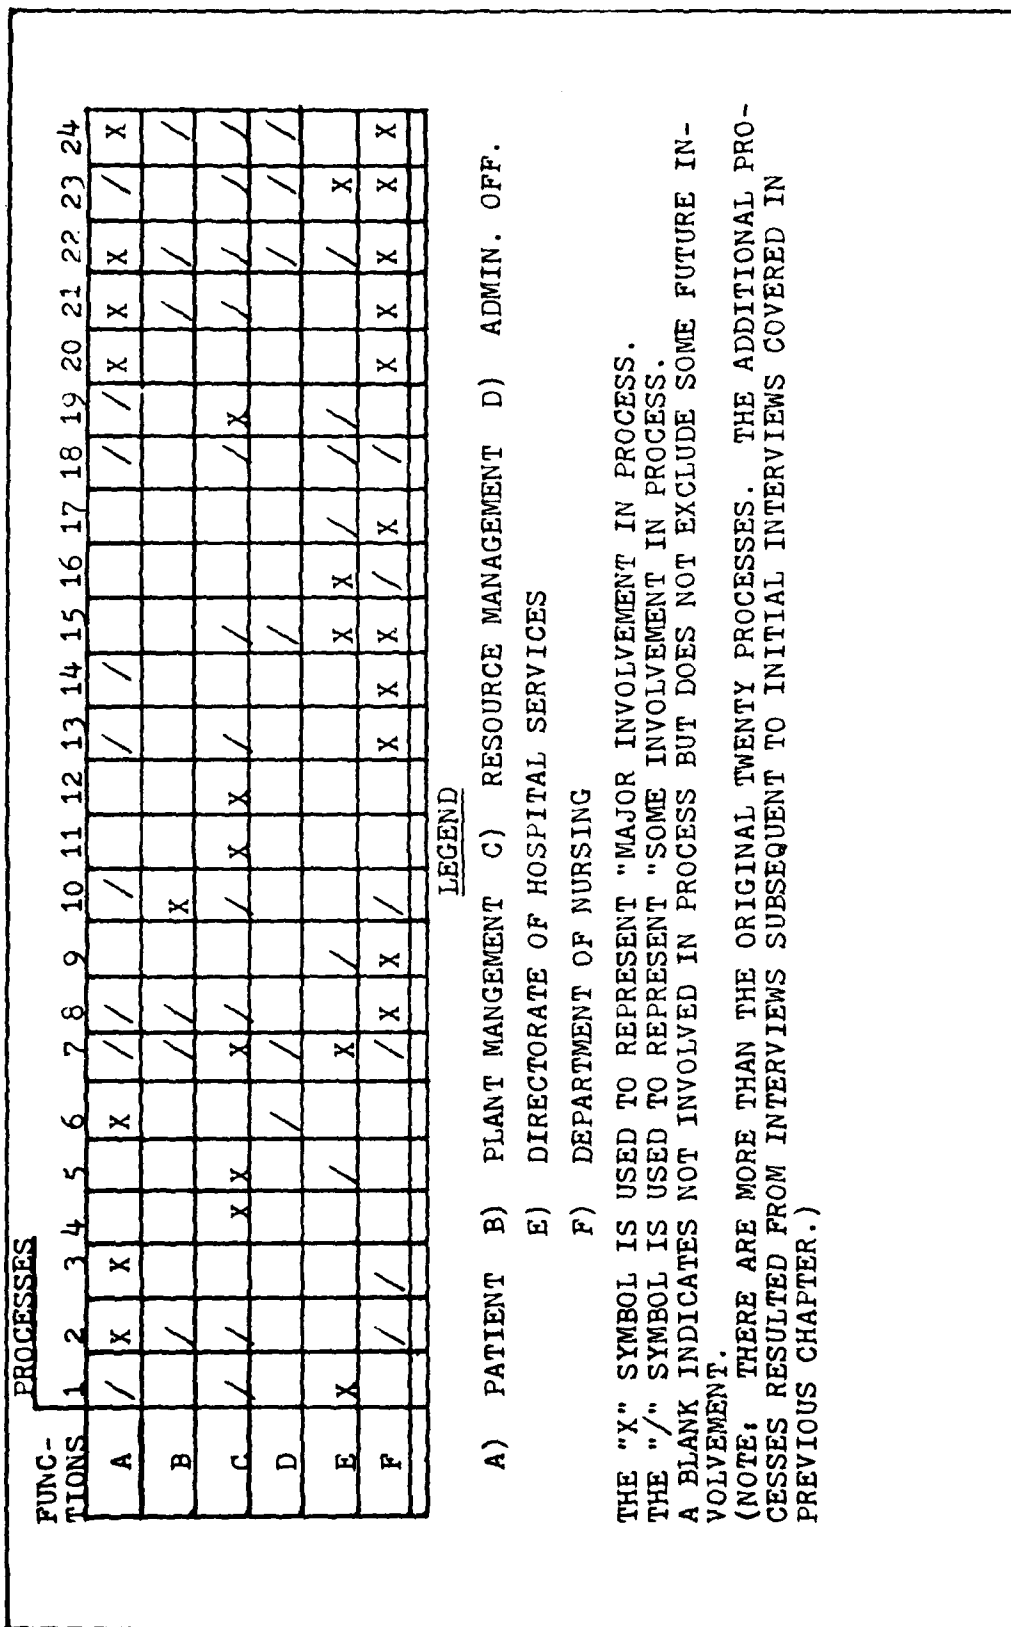 PROCESSES
FUNC-
TIONS 1 2 3 4 5 6 7 8 9 10 11 12 13 14 15 16 17 18 19 20 21 22 23 24
A / X X X / / / / / / / X X X / X
B / / / X / / /
C / / X X X / / X X / / / X / / / /
D / / / / / /
E X / X / X X / / / / X
F / / / X X / X X X / X / X X X X X
LEGEND
A) PATIENT B) PLANT MANGEMENT C) RESOURCE MANAGEMENT D) ADMIN. OFF.
E) DIRECTORATE OF HOSPITAL SERVICES
F) DEPARTMENT OF NURSING
THE "X" SYMBOL IS USED TO REPRESENT "MAJOR INVOLVEMENT IN PROCESS.
THE "/" SYMBOL IS USED TO REPRESENT "SOME INVOLVEMENT IN PROCESS.
A BLANK INDICATES NOT INVOLVED IN PROCESS BUT DOES NOT EXCLUDE SOME FUTURE IN-
VOLVEMENT.
(NOTE: THERE ARE MORE THAN THE ORIGINAL TWENTY PROCESSES. THE ADDITIONAL PRO-
CESSES RESULTED FROM INTERVIEWS SUBSEQUENT TO INITIAL INTERVIEWS COVERED IN
PREVIOUS CHAPTER.)